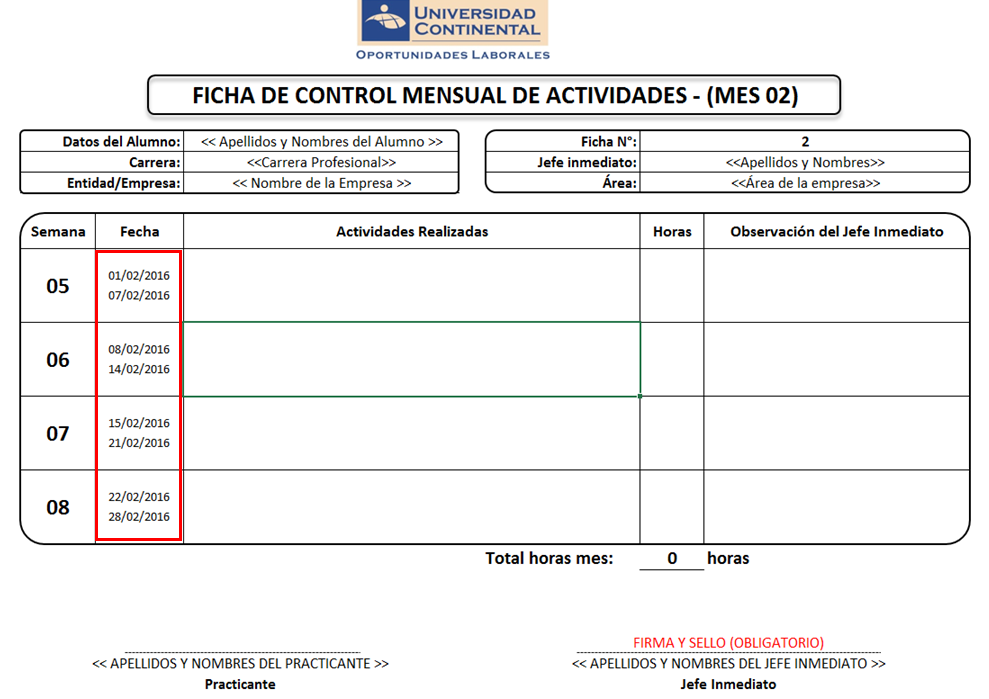 UNIVERSIDAD
CONTINENTAL
OPORTUNIDADES LABORALES
FICHA DE CONTROL MENSUAL DE ACTIVIDADES - (MES 02)
Datos del Alumno: << Apellidos y Nombres del Alumno >>
Carrera: <<Carrera Profesional>>
Entidad/Empresa: << Nombre de la Empresa >>
Ficha N°: 2
Jefe inmediato: <<Apellidos y Nombres>>
Área: <<Área de la empresa>>
Semana Fecha Actividades Realizadas Horas Observación del Jefe Inmediato
05 01/02/2016
07/02/2016
06 08/02/2016
14/02/2016
07 15/02/2016
21/02/2016
08 22/02/2016
28/02/2016
Total horas mes: 0 horas
FIRMA Y SELLO (OBLIGATORIO)
<< APELLIDOS Y NOMBRES DEL PRACTICANTE >> << APELLIDOS Y NOMBRES DEL JEFE INMEDIATO >>
Practicante Jefe Inmediato